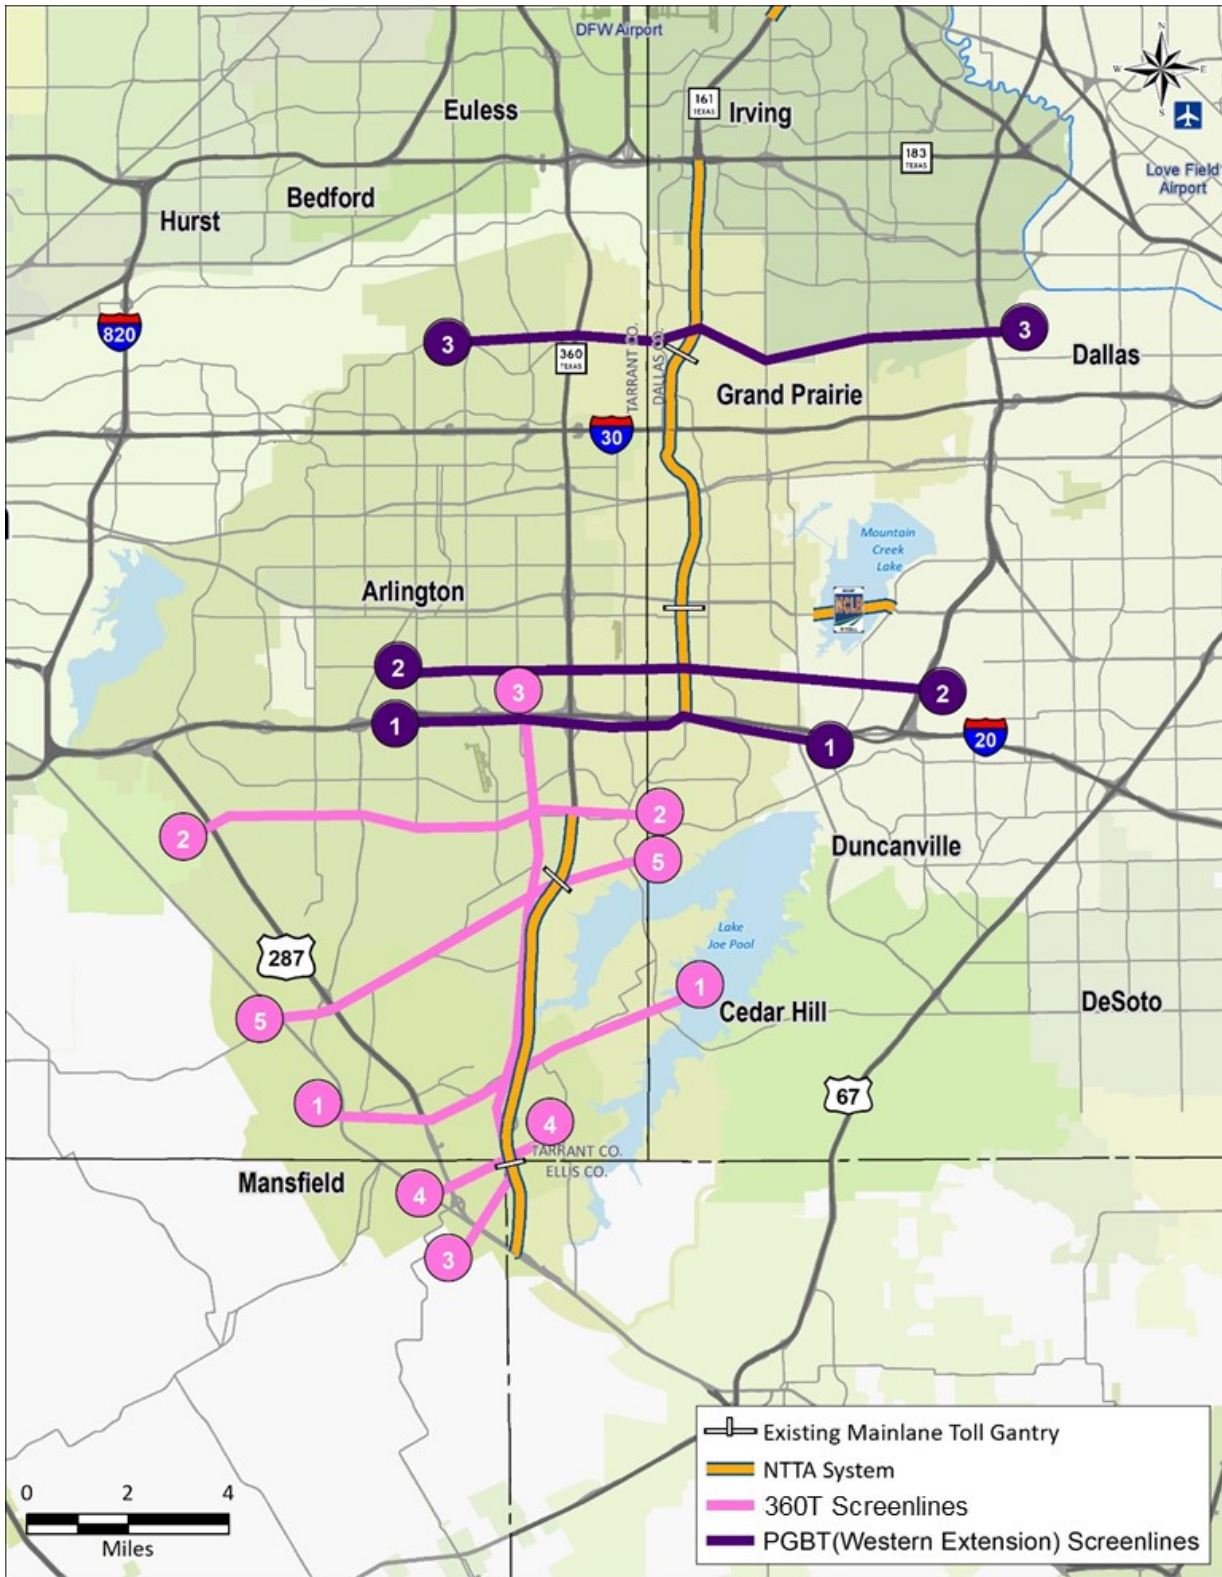 DFW Airport
N
W
E
S
161
TEXAS
Euless
Irving
183
TEXAS
Love Field
Airport
Bedford
Hurst
820
3
3
360
TEXAS
TARRANT CO.
DALLAS CO.
Dallas
Grand Prairie
30
Mountain
Creek
Lake
Arlington
2
3
2
1
1
20
2
2
Duncanville
5
Lake
Joe Pool
287
1
Cedar Hill
DeSoto
5
67
1
4
TARRANT CO.
ELLIS CO.
Mansfield
4
3
Existing Mainlane Toll Gantry
NTTA System
360T Screenlines
PGBT(Western Extension) Screenlines
0 2 4
Miles